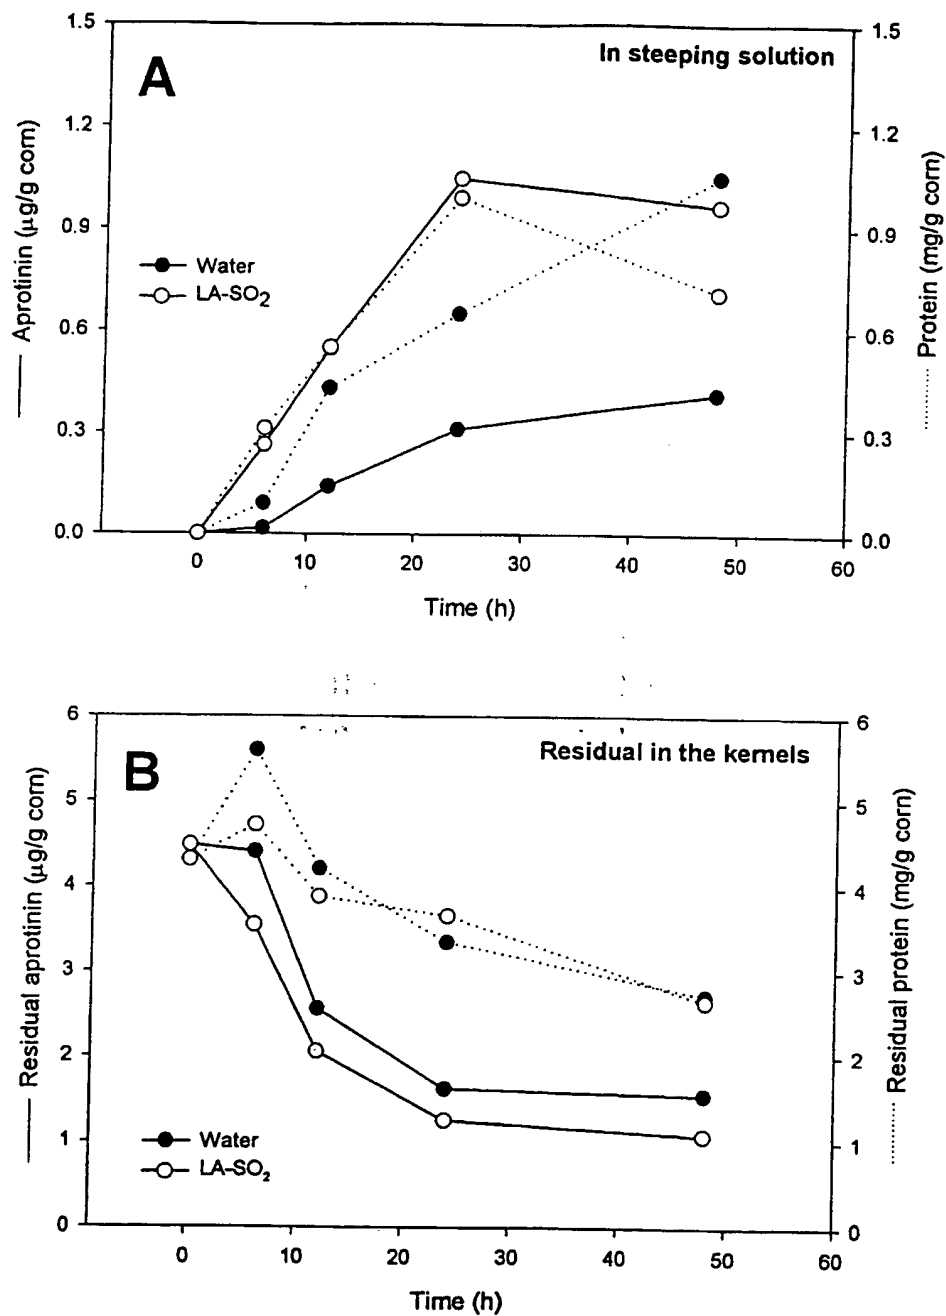 A
In steeping solution
Aprotinin (µg/g corn)
Protein (mg/g corn)
1.5
1.2
0.9
0.6
0.3
0.0
1.5
1.2
0.9
0.6
0.3
0.0
Water
LA-SO2
0 10 20 30 40 50 60
Time (h)
B
Residual in the kernels
Residual aprotinin (µg/g corn)
Residual protein (mg/g corn)
6
5
4
3
2
1
0
6
5
4
3
2
1
0
Water
LA-SO2
0 10 20 30 40 50 60
Time (h)